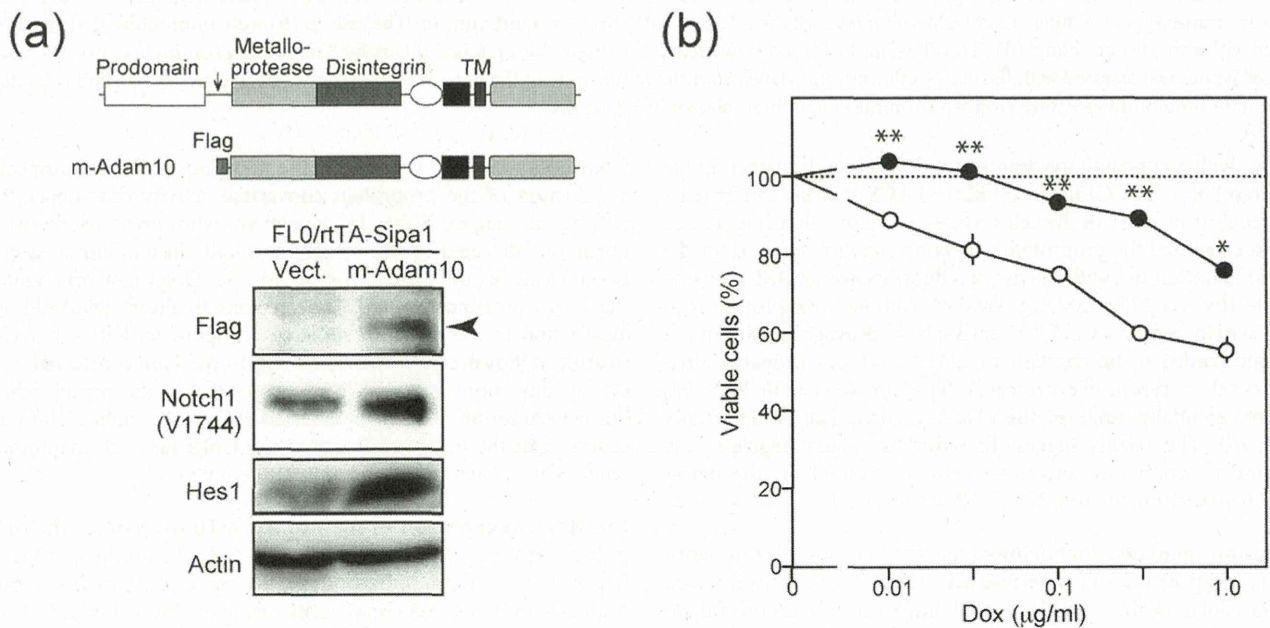 (a)
Prodomain
Metallo-
protease
Disintegrin
TM
Flag
m-Adam10
FL0/rtTA-Sipa1
Vect. m-Adam10
Flag
Notch1
(V1744)
Hes1
Actin
(b)
Viable cells (%)
100
80
60
40
20
0
** ** ** ** *
0 0.01 0.1 1.0
Dox (μg/ml)